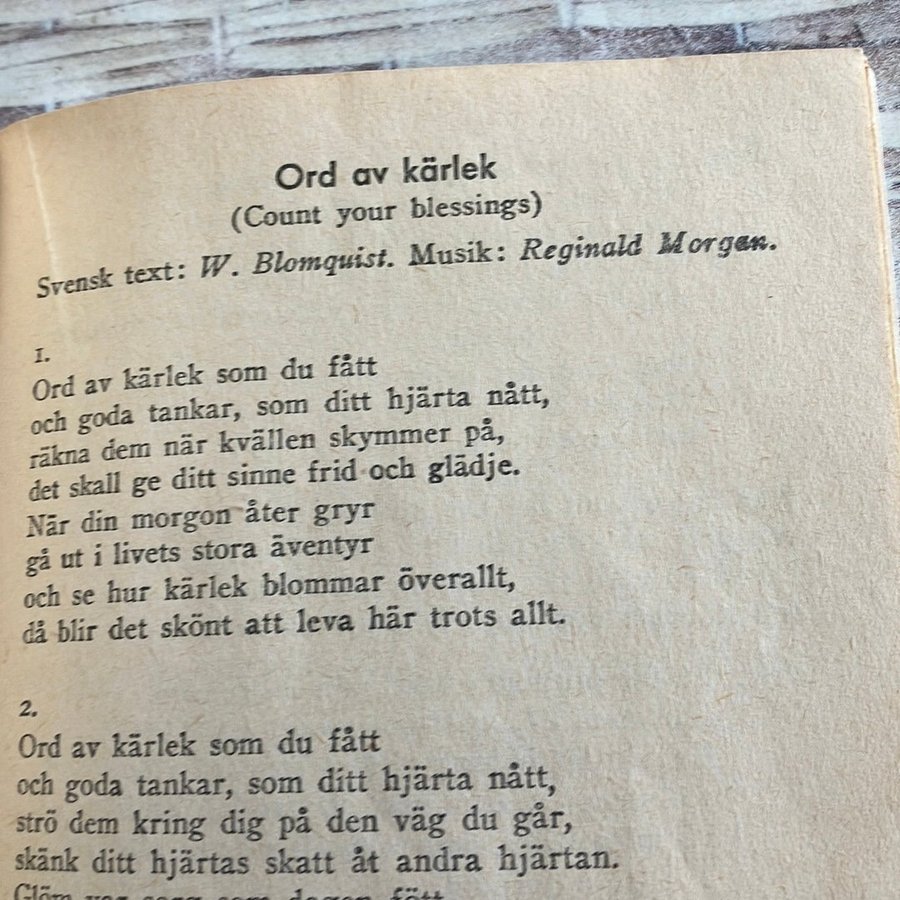 Ord av kärlek
(Count your blessings)
Svensk text: W. Blomquist. Musik: Reginald Morgan.
1.
Ord av kärlek som du fått
och goda tankar, som ditt hjärta nått,
räkna dem när kvällen skymmer på,
det skall ge ditt sinne frid och glädje.
När din morgon åter gryr
gå ut i livets stora äventyr
och se hur kärlek blommar överallt,
då blir det skönt att leva här trots allt.
2.
Ord av kärlek som du fått
och goda tankar, som ditt hjärta nått,
strö dem kring dig på den väg du går,
skänk ditt hjärtas skatt åt andra hjärtan.